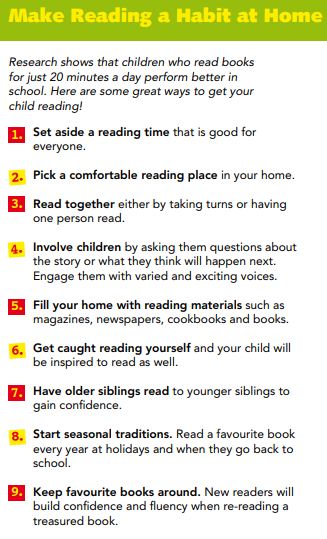 Make Reading a Habit at Home
Research shows that children who read books
for just 20 minutes a day perform better in
school. Here are some great ways to get your
child reading!
1. Set aside a reading time that is good for
everyone.
2. Pick a comfortable reading place in your home.
3. Read together either by taking turns or having
one person read.
4. Involve children by asking them questions about
the story or what they think will happen next.
Engage them with varied and exciting voices.
5. Fill your home with reading materials such as
magazines, newspapers, cookbooks and books.
6. Get caught reading yourself and your child will
be inspired to read as well.
7. Have older siblings read to younger siblings to
gain confidence.
8. Start seasonal traditions. Read a favourite book
every year at holidays and when they go back to
school.
9. Keep favourite books around. New readers will
build confidence and fluency when re-reading a
treasured book.